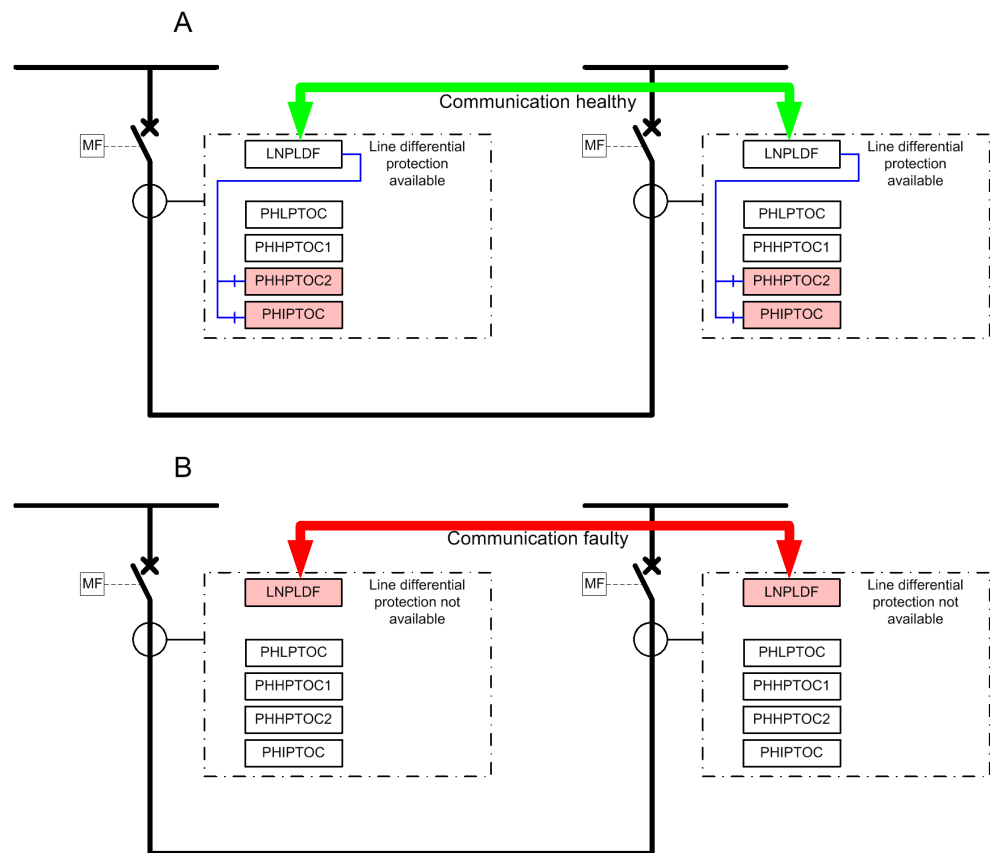 A
Communication healthy
MF
LNPLDF
Line differential
protection
available
PHLPTOC
PHHPTOC1
PHHPTOC2
PHIPTOC
MF
LNPLDF
Line differential
protection
available
PHLPTOC
PHHPTOC1
PHHPTOC2
PHIPTOC
B
Communication faulty
MF
LNPLDF
Line differential
protection not
available
PHLPTOC
PHHPTOC1
PHHPTOC2
PHIPTOC
MF
LNPLDF
Line differential
protection not
available
PHLPTOC
PHHPTOC1
PHHPTOC2
PHIPTOC